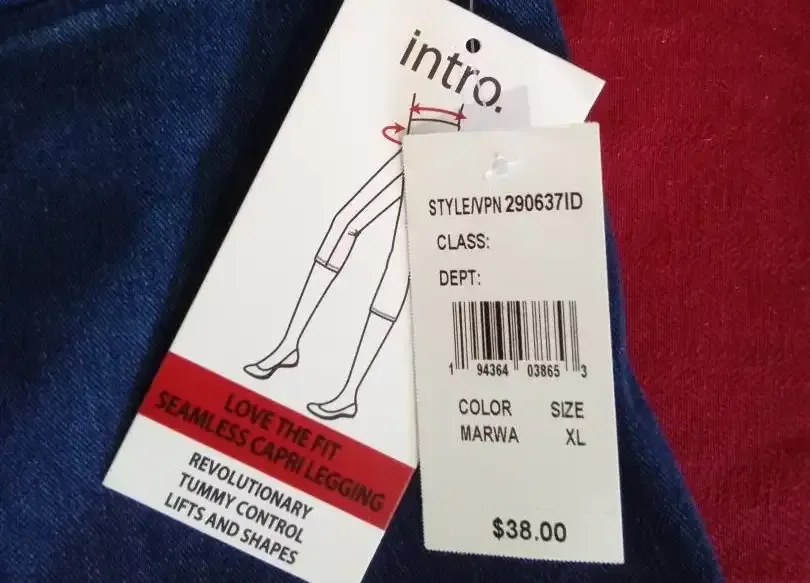 intro.
LOVE THE FIT
SEAMLESS CAPRI LEGGING
REVOLUTIONARY
TUMMY CONTROL
LIFTS AND SHAPES
STYLE/VPN 290637ID
CLASS:
DEPT:
1 94364 03865 3
COLOR SIZE
MARWA XL
$38.00